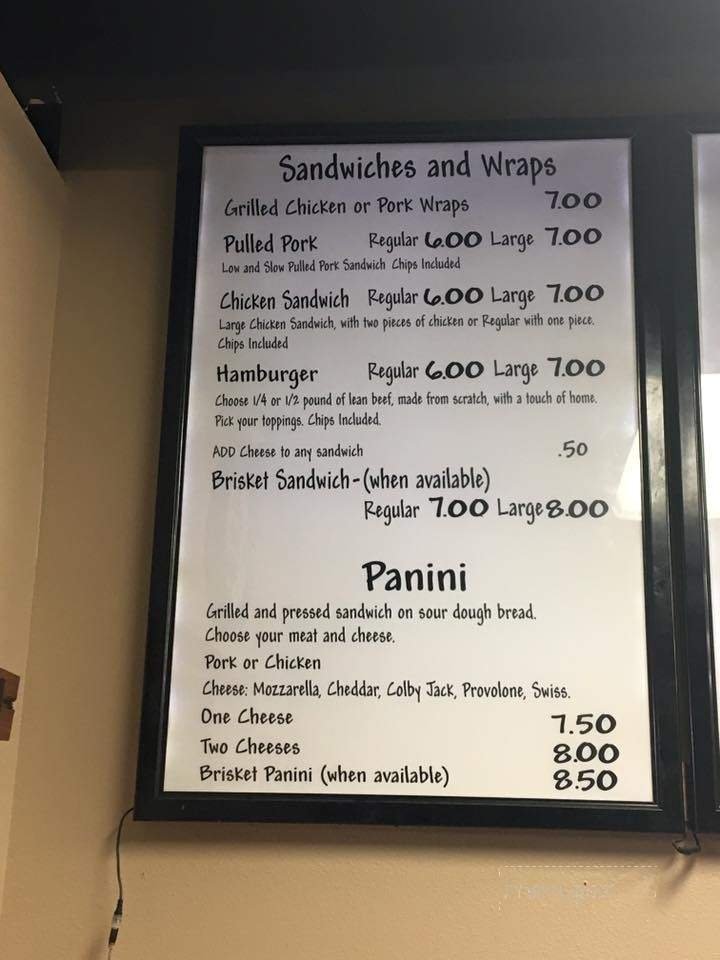 Sandwiches and Wraps
Grilled Chicken or Pork Wraps 7.00
Pulled Pork Regular 6.00 Large 7.00
Low and Slow Pulled Pork Sandwich Chips Included
Chicken Sandwich Regular 6.00 Large 7.00
Large Chicken Sandwich, with two pieces of chicken or Regular with one piece.
Chips Included
Hamburger Regular 6.00 Large 7.00
Choose 1/4 or 1/2 pound of lean beef, made from scratch, with a touch of home.
Pick your toppings. Chips Included.
ADD Cheese to any sandwich .50
Brisket Sandwich-(when available)
Regular 7.00 Large 8.00
Panini
Grilled and pressed sandwich on sour dough bread.
Choose your meat and cheese.
Pork or Chicken
Cheese: Mozzarella, Cheddar, Colby Jack, Provolone, Swiss.
One Cheese 7.50
Two Cheeses 8.00
Brisket Panini (when available) 8.50